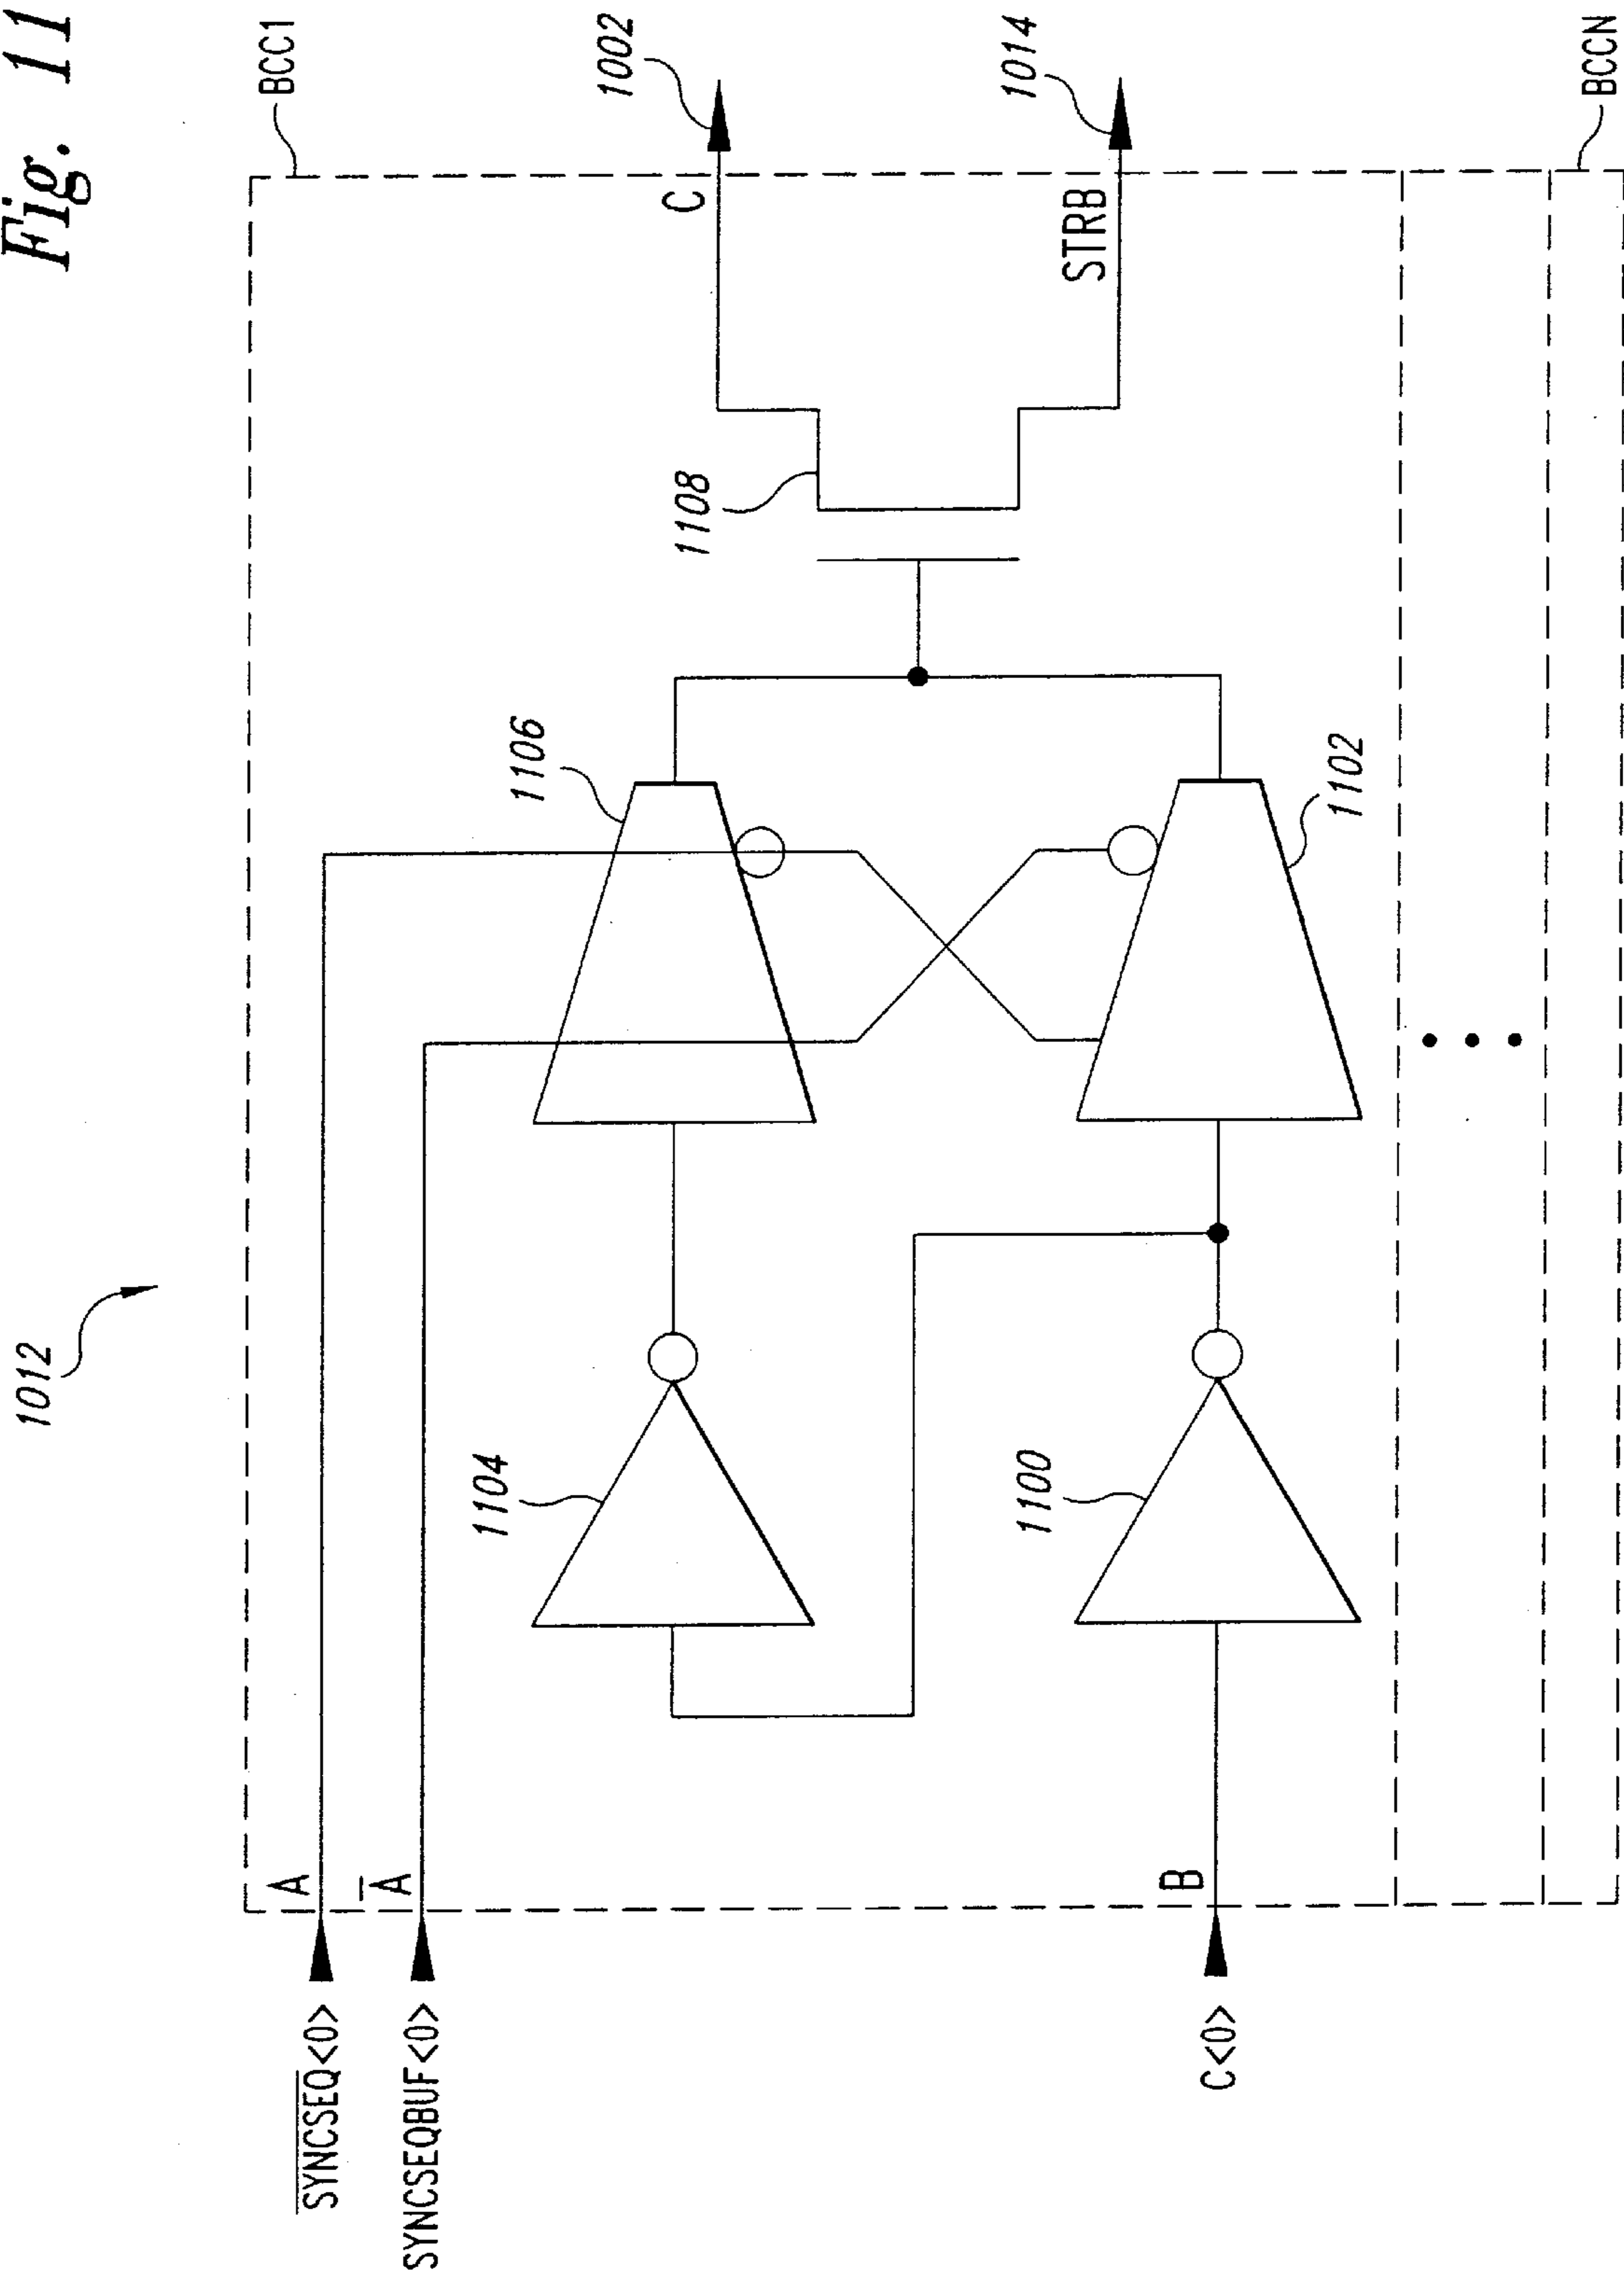 Fig. 11
1012
BCC1
SYNCSEQ<0>
A
SYNCSEQBUF<0>
A
1104
1106
1108
C
1002
STRB
1014
1100
1102
C<0>
B
BCCN